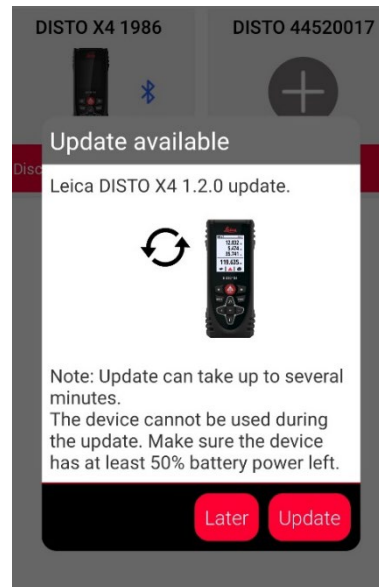 DISTO X4 1986 DISTO 44520017
Disc
Update available
Leica DISTO X4 1.2.0 update.
Note: Update can take up to several
minutes.
The device cannot be used during
the update. Make sure the device
has at least 50% battery power left.
Later Update